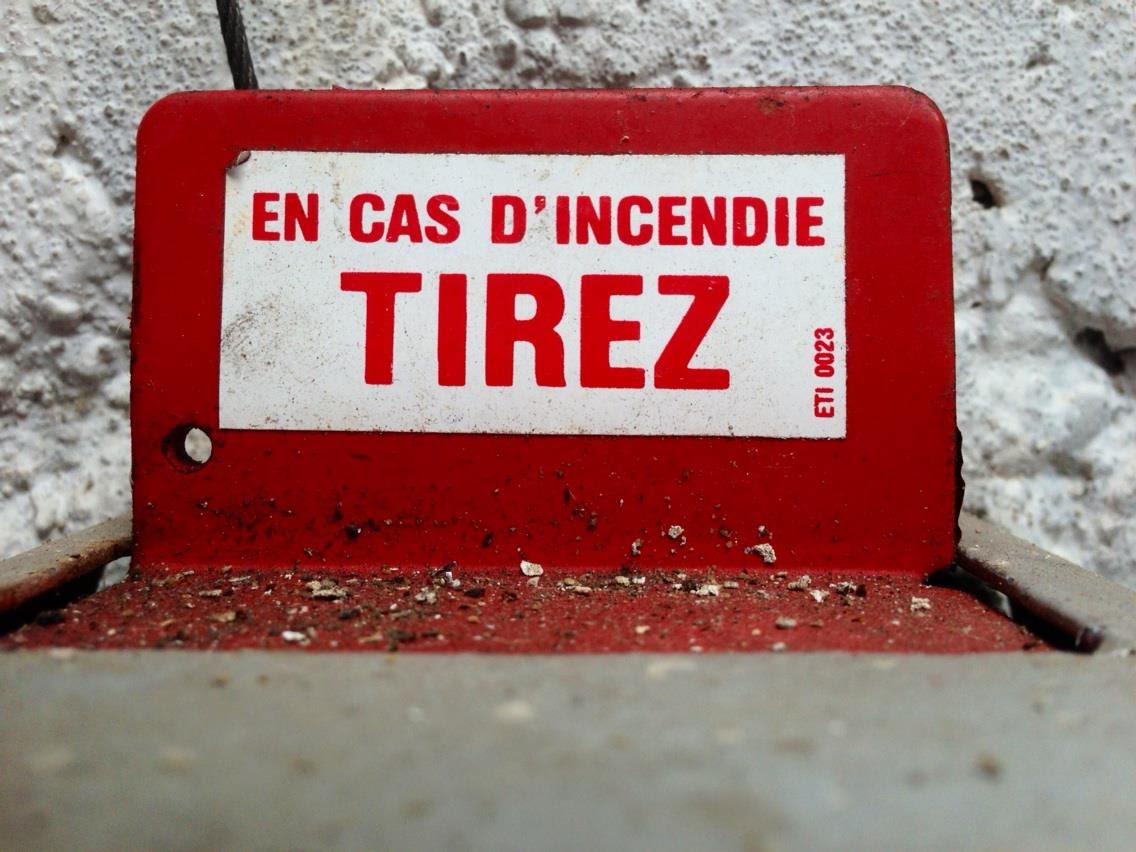 EN CAS D'INCENDIE
TIREZ
ETI 0023